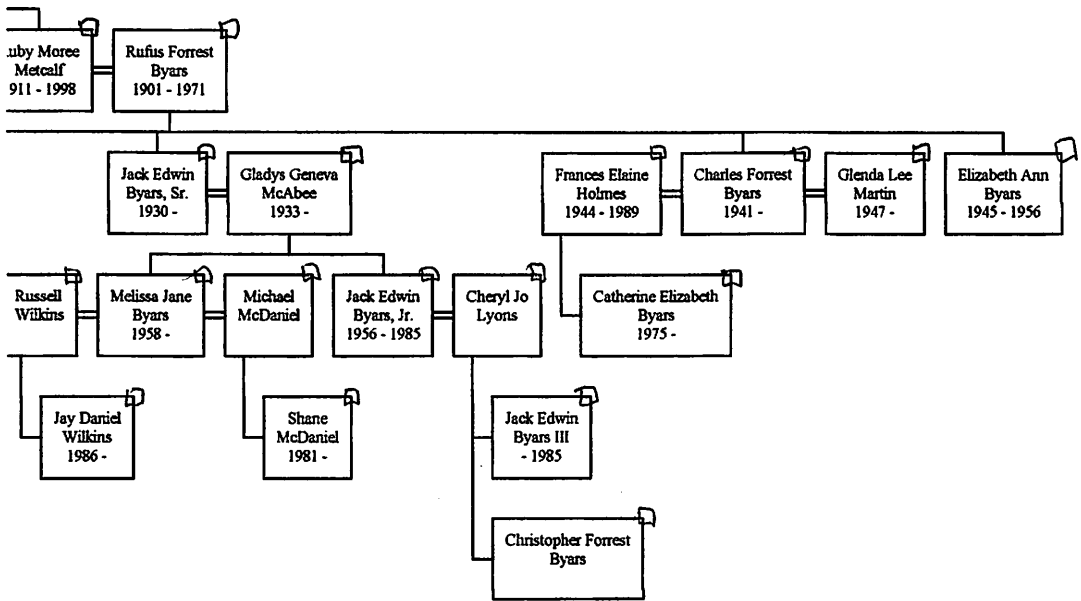 uby Moree
Metcalf
911 - 1998
Rufus Forrest
Byars
1901 - 1971
Jack Edwin
Byars, Sr.
1930 -
Gladys Geneva
McAbee
1933 -
Frances Elaine
Holmes
1944 - 1989
Charles Forrest
Byars
1941 -
Glenda Lee
Martin
1947 -
Elizabeth Ann
Byars
1945 - 1956
Russell
Wilkins
Melissa Jane
Byars
1958 -
Michael
McDaniel
Jack Edwin
Byars, Jr.
1956 - 1985
Cheryl Jo
Lyons
Catherine Elizabeth
Byars
1975 -
Jay Daniel
Wilkins
1986 -
Shane
McDaniel
1981 -
Jack Edwin
Byars III
- 1985
Christopher Forrest
Byars